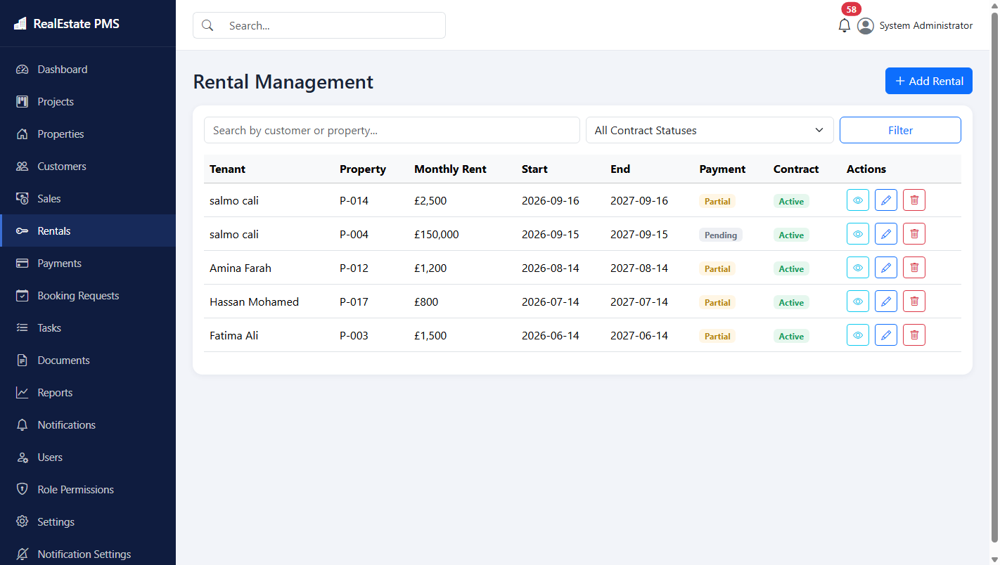 RealEstate PMS
Dashboard
Projects
Properties
Customers
Sales
Rentals
Payments
Booking Requests
Tasks
Documents
Reports
Notifications
Users
Role Permissions
Settings
Notification Settings
Search...
58
System Administrator
Rental Management
+ Add Rental
Search by customer or property...
All Contract Statuses
Filter
Tenant Property Monthly Rent Start End Payment Contract Actions
salmo cali P-014 £2,500 2026-09-16 2027-09-16 Partial Active
salmo cali P-004 £150,000 2026-09-15 2027-09-15 Pending Active
Amina Farah P-012 £1,200 2026-08-14 2027-08-14 Partial Active
Hassan Mohamed P-017 £800 2026-07-14 2027-07-14 Partial Active
Fatima Ali P-003 £1,500 2026-06-14 2027-06-14 Partial Active